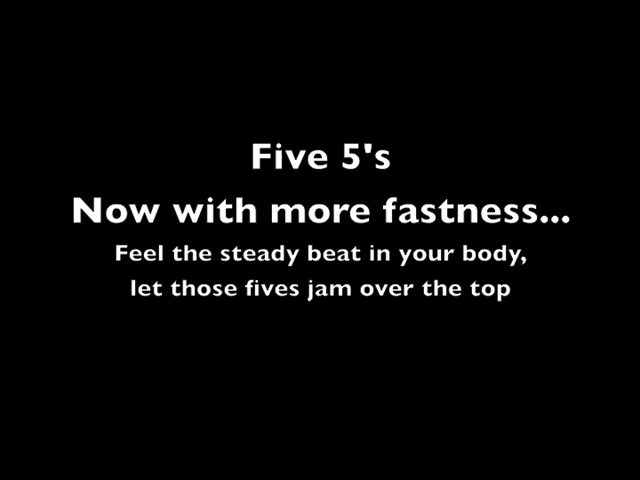 Five 5's
Now with more fastness...
Feel the steady beat in your body,
let those fives jam over the top